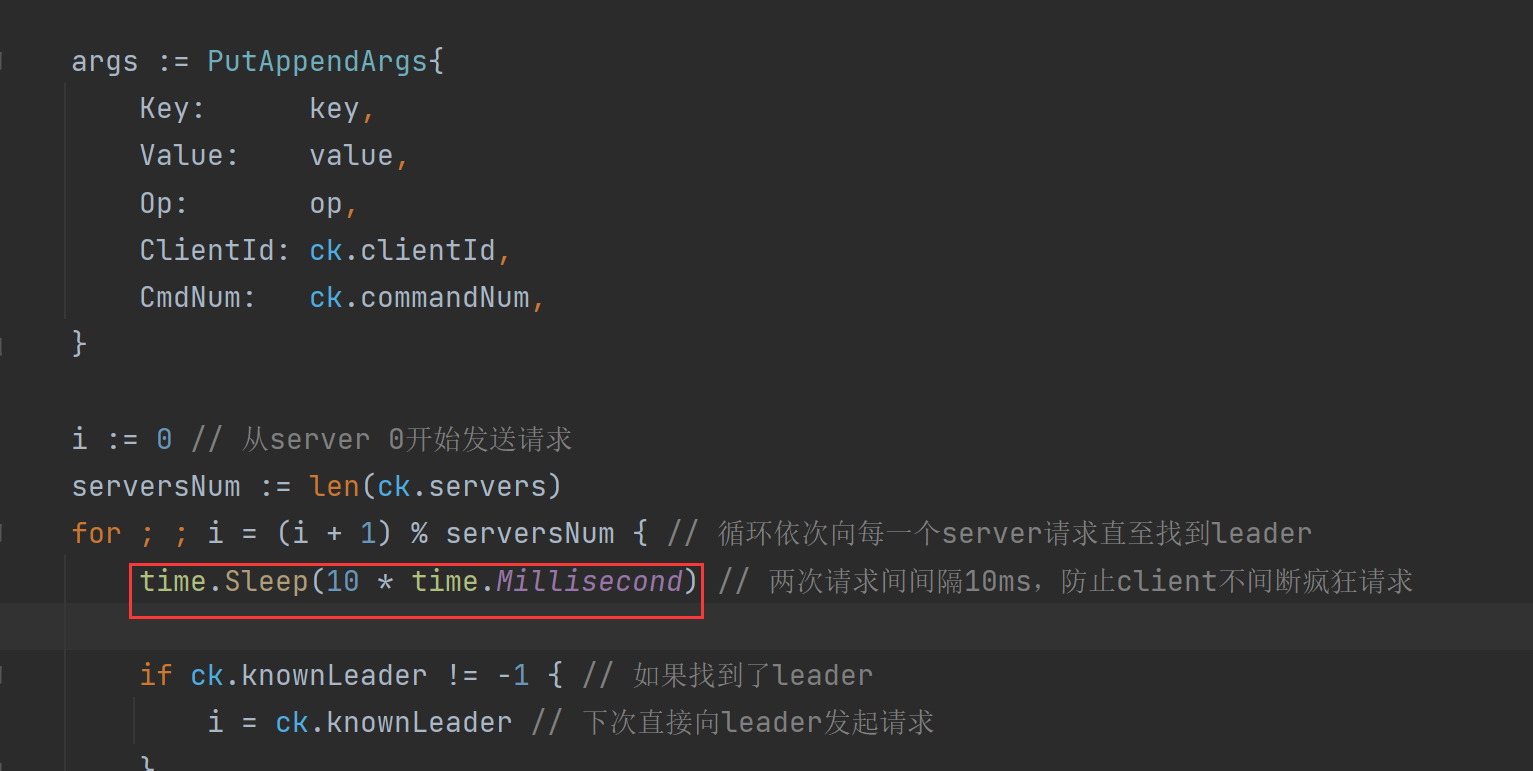 args := PutAppendArgs{
Key: key,
Value: value,
Op: op,
ClientId: ck.clientId,
CmdNum: ck.commandNum,
}
i := 0 // 从server 0开始发送请求
serversNum := len(ck.servers)
for ; ; i = (i + 1) % serversNum { // 循环依次向每一个server请求直至找到leader
time.Sleep(10 * time.Millisecond) // 两次请求间间隔10ms，防止client不间断疯狂请求
if ck.knownLeader != -1 { // 如果找到了leader
i = ck.knownLeader // 下次直接向leader发起请求
}